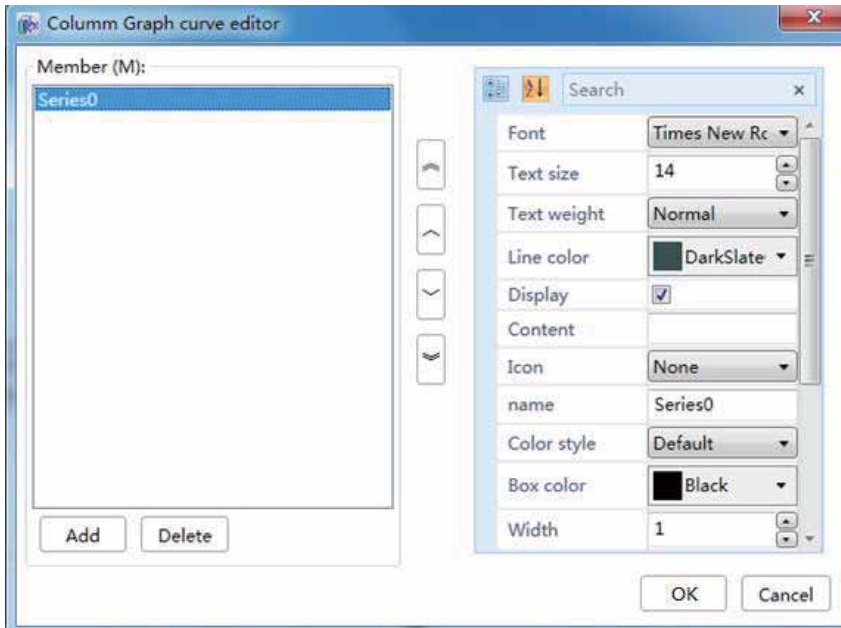 Columm Graph curve editor
Member (M):
Series0
Search
Font Times New Rc
Text size 14
Text weight Normal
Line color DarkSlate
Display
Content
Icon None
name Series0
Color style Default
Box color Black
Width 1
Add Delete
OK Cancel